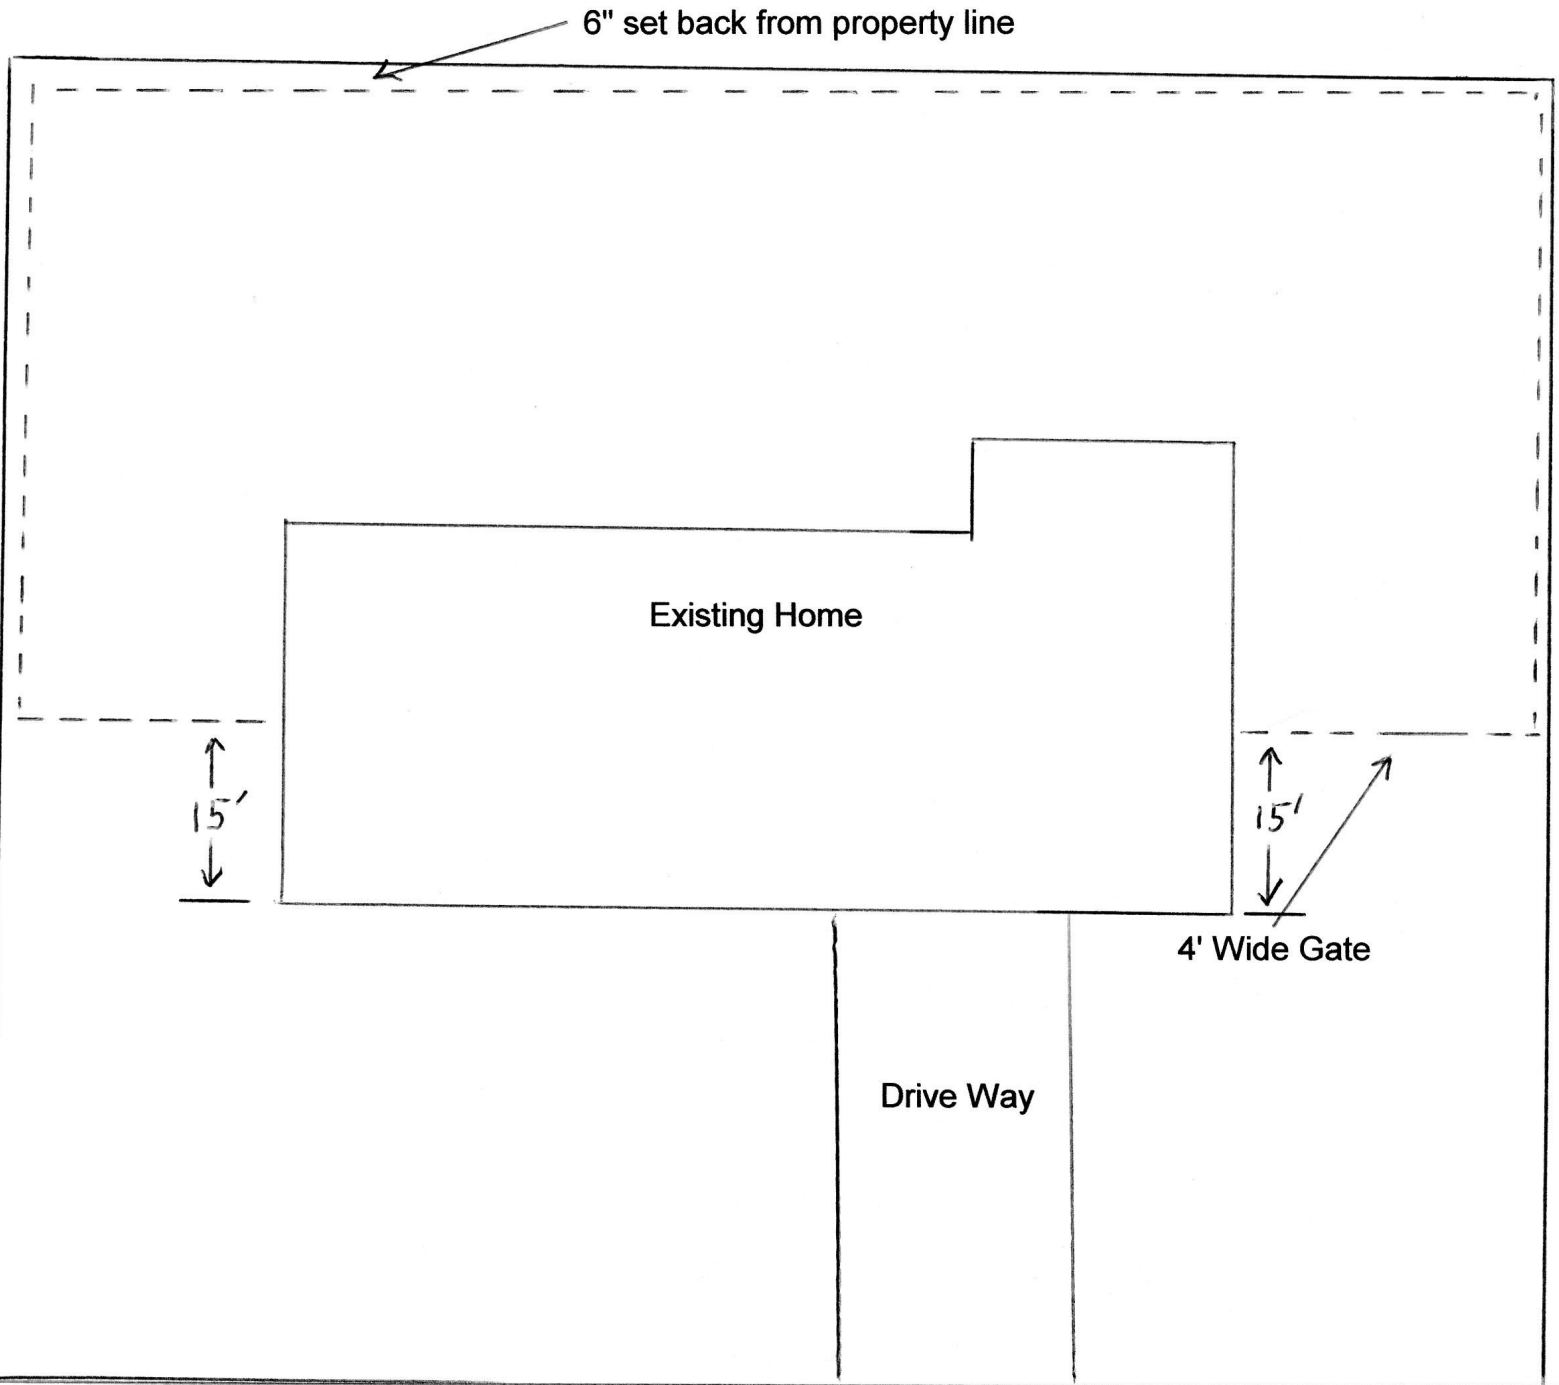 6" set back from property line
Existing Home
15'
15'
4' Wide Gate
Drive Way